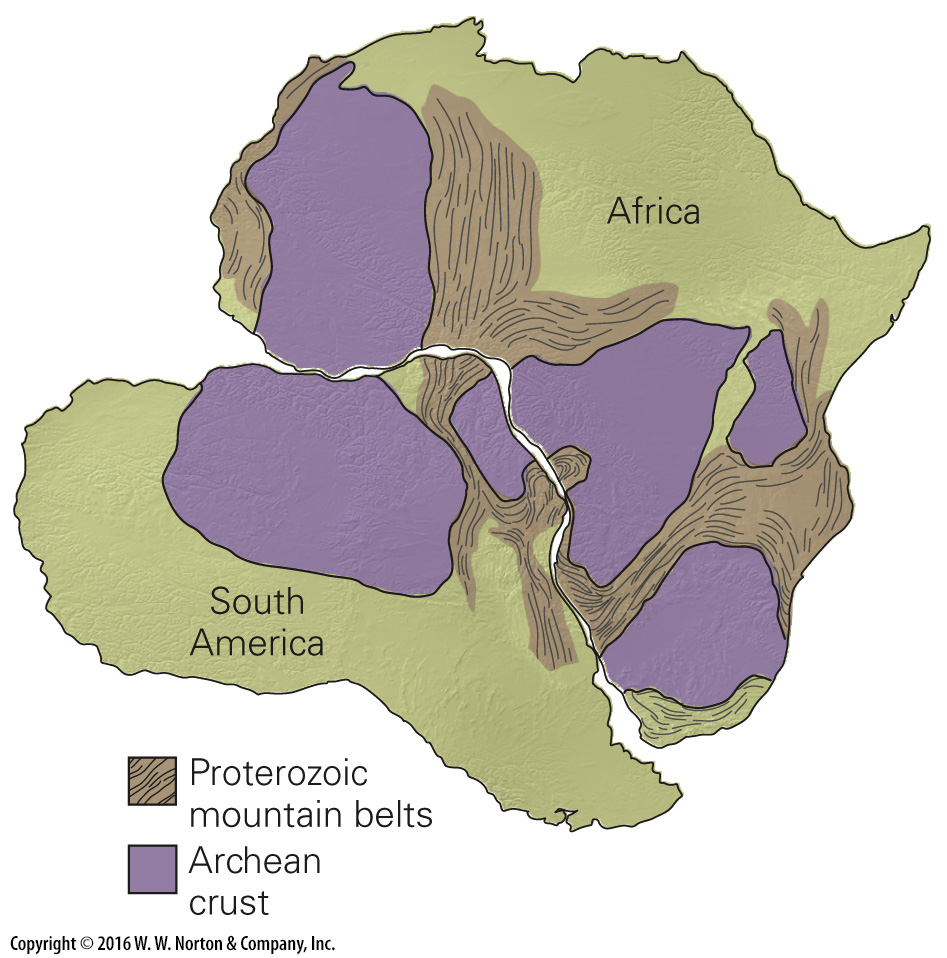 Africa
South
America
Proterozoic
mountain belts
Archean
crust
Copyright © 2016 W. W. Norton & Company, Inc.